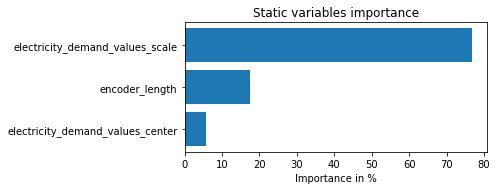 Static variables importance
electricity_demand_values_scale
encoder_length
electricity_demand_values_center
0 10 20 30 40 50 60 70 80
Importance in %